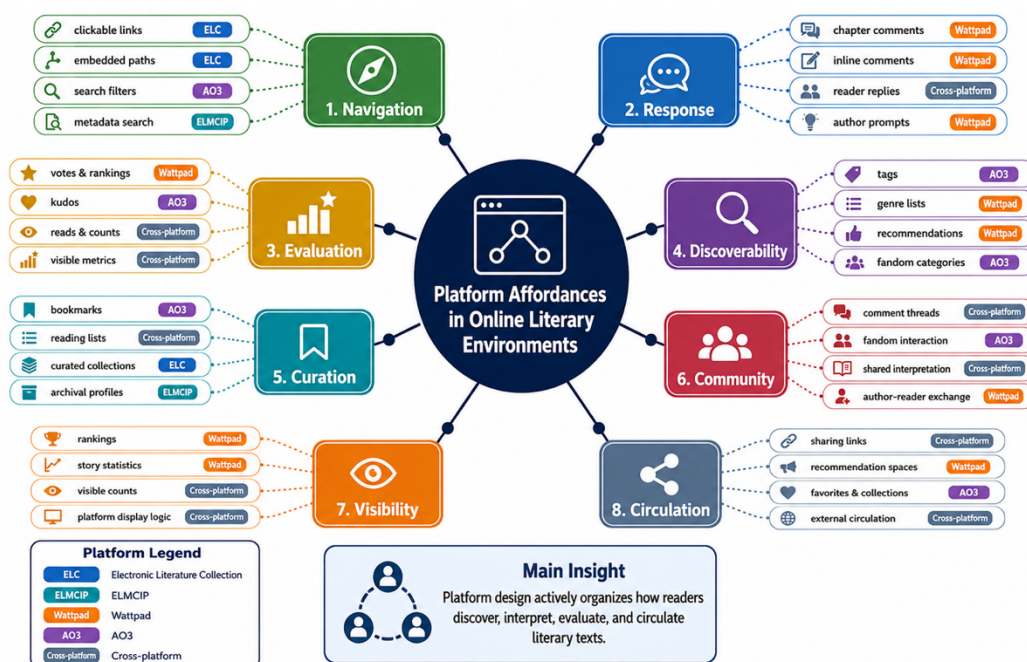 clickable links ELC
embedded paths ELC
search filters AO3
metadata search ELMCIP
1. Navigation
2. Response
chapter comments Wattpad
inline comments Wattpad
reader replies Cross-platform
author prompts Wattpad
votes & rankings Wattpad
kudos AO3
reads & counts Cross-platform
visible metrics Cross-platform
3. Evaluation
Platform Affordances
in Online Literary
Environments
4. Discoverability
tags AO3
genre lists Wattpad
recommendations Wattpad
fandom categories AO3
bookmarks AO3
reading lists Cross-platform
curated collections ELC
archival profiles ELMCIP
5. Curation
6. Community
comment threads Cross-platform
fandom interaction AO3
shared interpretation Cross-platform
author-reader exchange Wattpad
rankings Wattpad
story statistics Wattpad
visible counts Cross-platform
platform display logic Cross-platform
7. Visibility
8. Circulation
sharing links Cross-platform
recommendation spaces Wattpad
favorites & collections AO3
external circulation Cross-platform
Platform Legend
ELC Electronic Literature Collection
ELMCIP ELMCIP
Wattpad Wattpad
AO3 AO3
Cross-platform Cross-platform
Main Insight
Platform design actively organizes how readers
discover, interpret, evaluate, and circulate
literary texts.